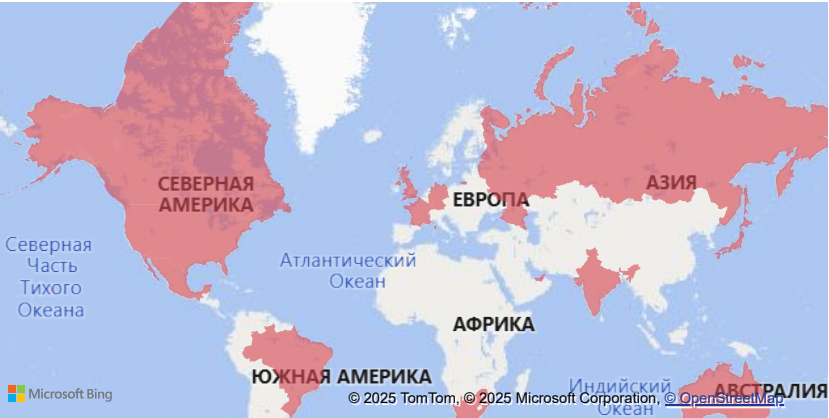 СЕВЕРНАЯ
АМЕРИКА
АЗИЯ
ЕВРОПА
Северная
Часть
Тихого
Океана
Атлантический
Океан
АФРИКА
ЮЖНАЯ АМЕРИКА
Индийский
Океан
АВСТРАЛИЯ
Microsoft Bing
© 2025 TomTom, © 2025 Microsoft Corporation, © OpenStreetMap